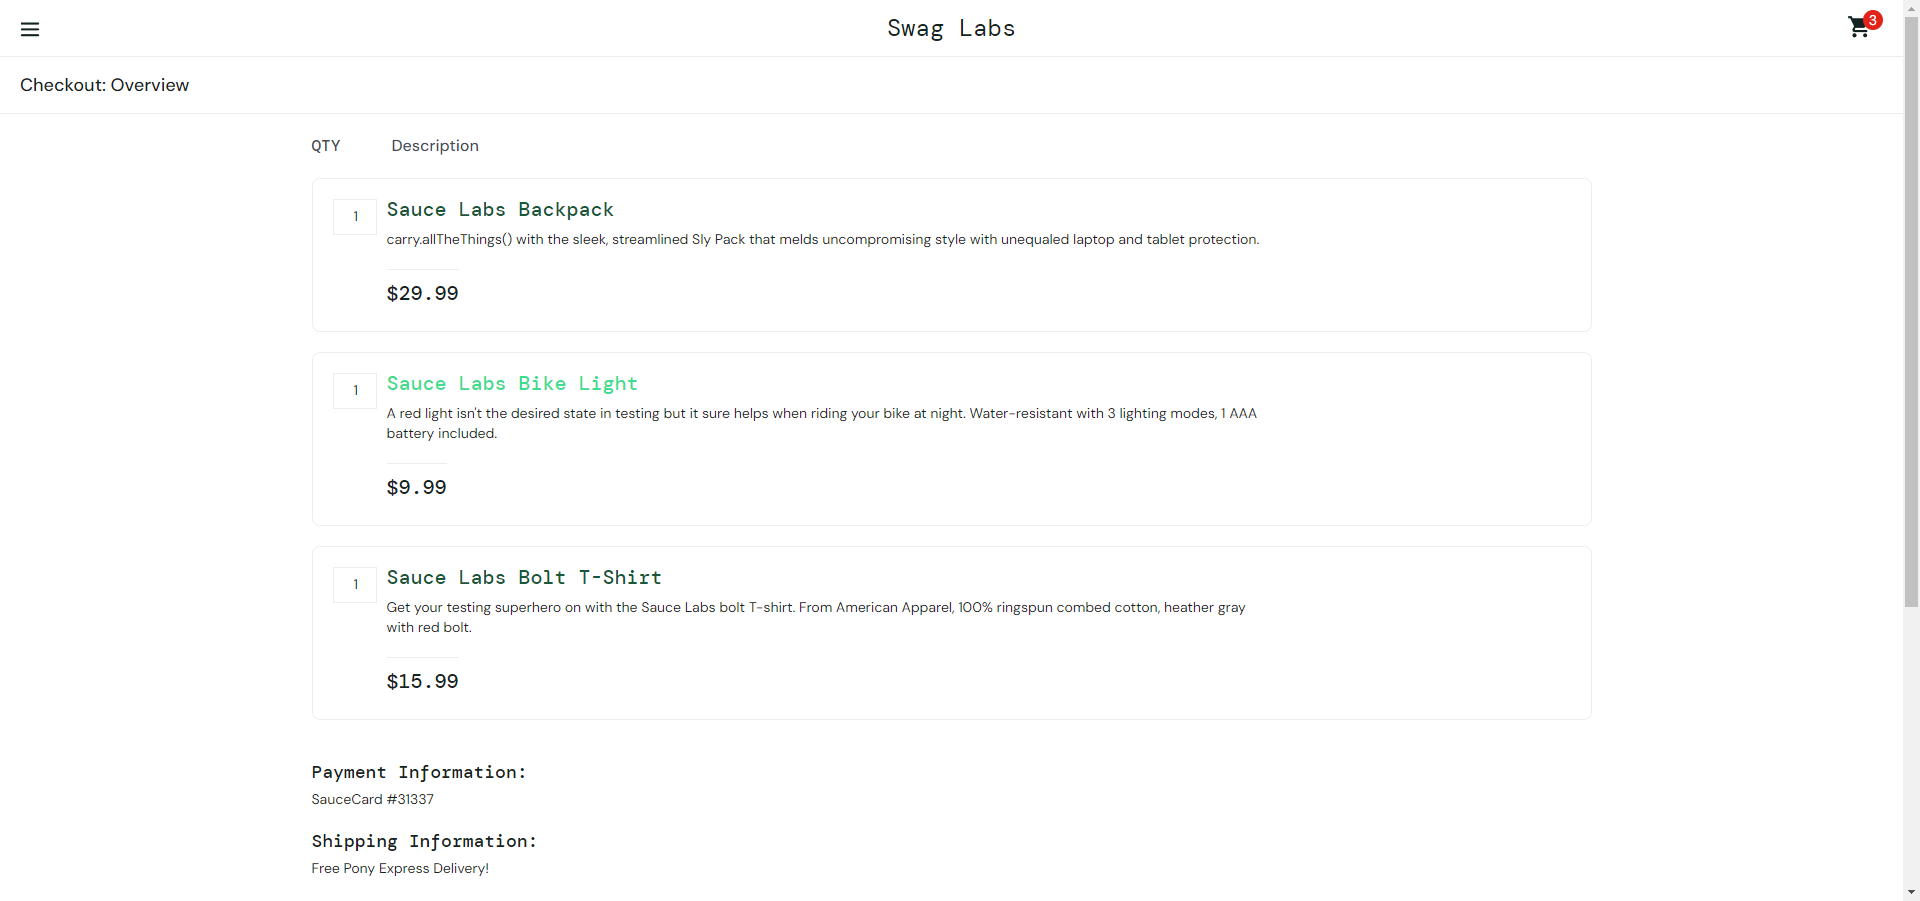 Swag Labs
3
Checkout: Overview
QTY Description
1
Sauce Labs Backpack
carry.allTheThings() with the sleek, streamlined Sly Pack that melds uncompromising style with unequaled laptop and tablet protection.
$29.99
1
Sauce Labs Bike Light
A red light isn't the desired state in testing but it sure helps when riding your bike at night. Water-resistant with 3 lighting modes, 1 AAA
battery included.
$9.99
1
Sauce Labs Bolt T-Shirt
Get your testing superhero on with the Sauce Labs bolt T-shirt. From American Apparel, 100% ringspun combed cotton, heather gray
with red bolt.
$15.99
Payment Information:
SauceCard #31337
Shipping Information:
Free Pony Express Delivery!